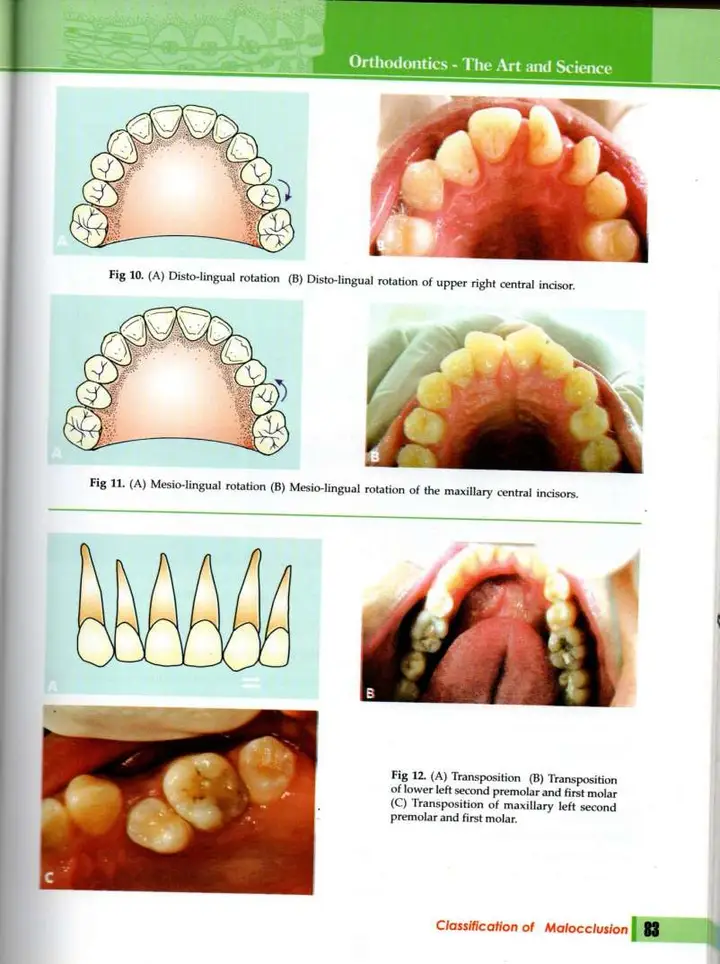 Orthodontics - The Art and Science
A
B
Fig 10. (A) Disto-lingual rotation (B) Disto-lingual rotation of upper right central incisor.
A
B
Fig 11. (A) Mesio-lingual rotation (B) Mesio-lingual rotation of the maxillary central incisors.
A
B
C
Fig 12. (A) Transposition (B) Transposition
of lower left second premolar and first molar
(C) Transposition of maxillary left second
premolar and first molar.
Classification of Malocclusion 83